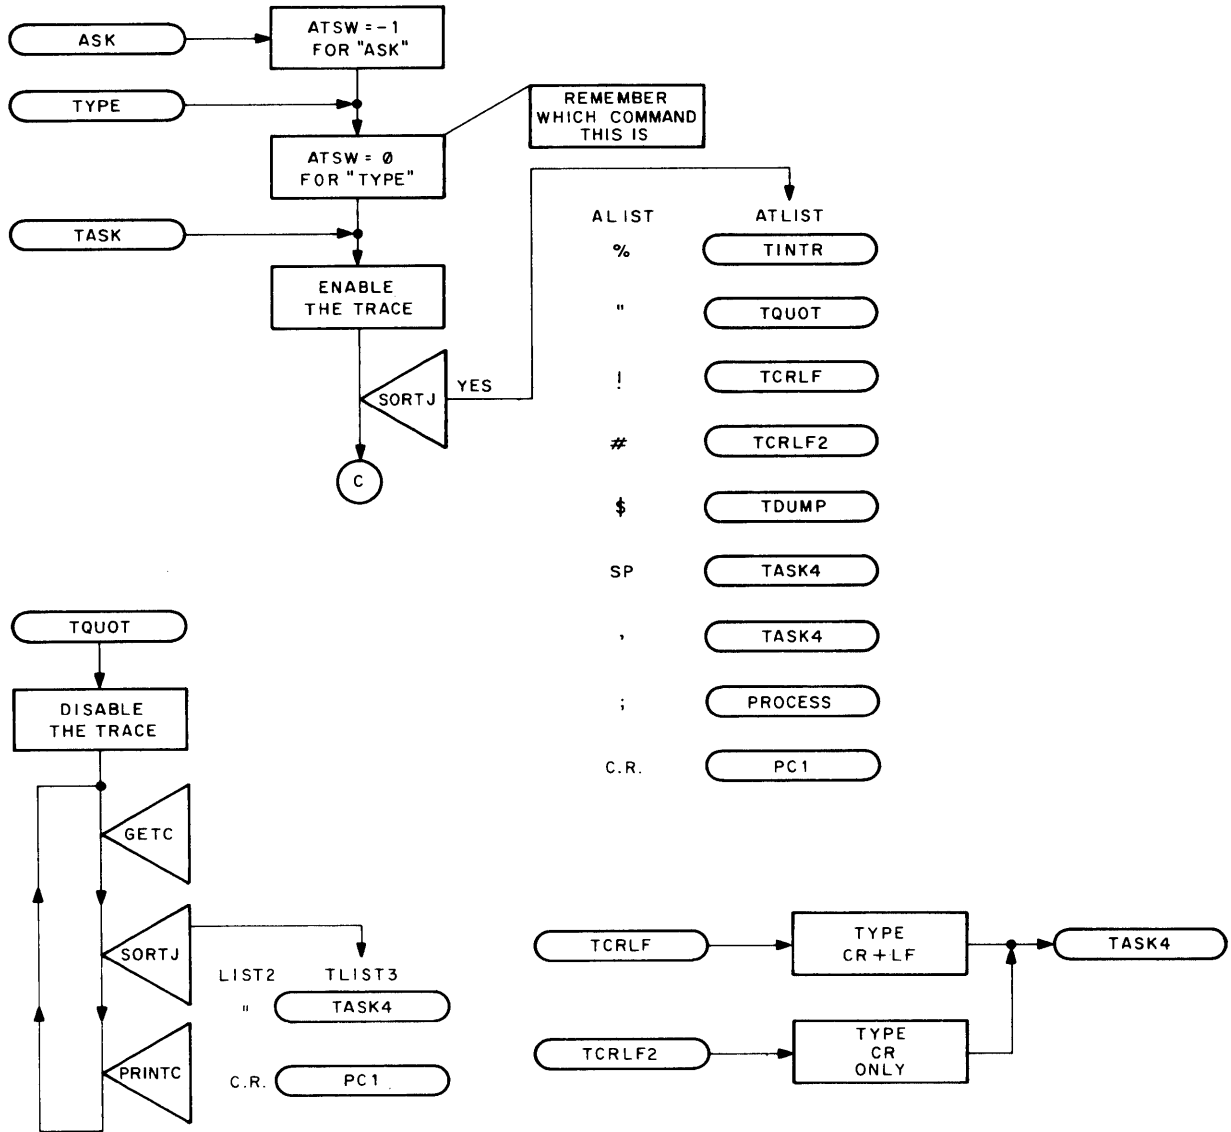 ASK
ATSW = -1
FOR "ASK"
TYPE
REMEMBER
WHICH COMMAND
THIS IS
ATSW = Ø
FOR "TYPE"
TASK
ENABLE
THE TRACE
SORTJ
YES
C
ALIST ATLIST
% TINTR
" TQUOT
! TCRLF
# TCRLF2
$ TDUMP
SP TASK4
, TASK4
; PROCESS
C.R. PC1
TQUOT
DISABLE
THE TRACE
GETC
SORTJ
PRINTC
LIST2 TLIST3
" TASK4
C.R. PC1
TCRLF
TYPE
CR+LF
TASK4
TCRLF2
TYPE
CR
ONLY